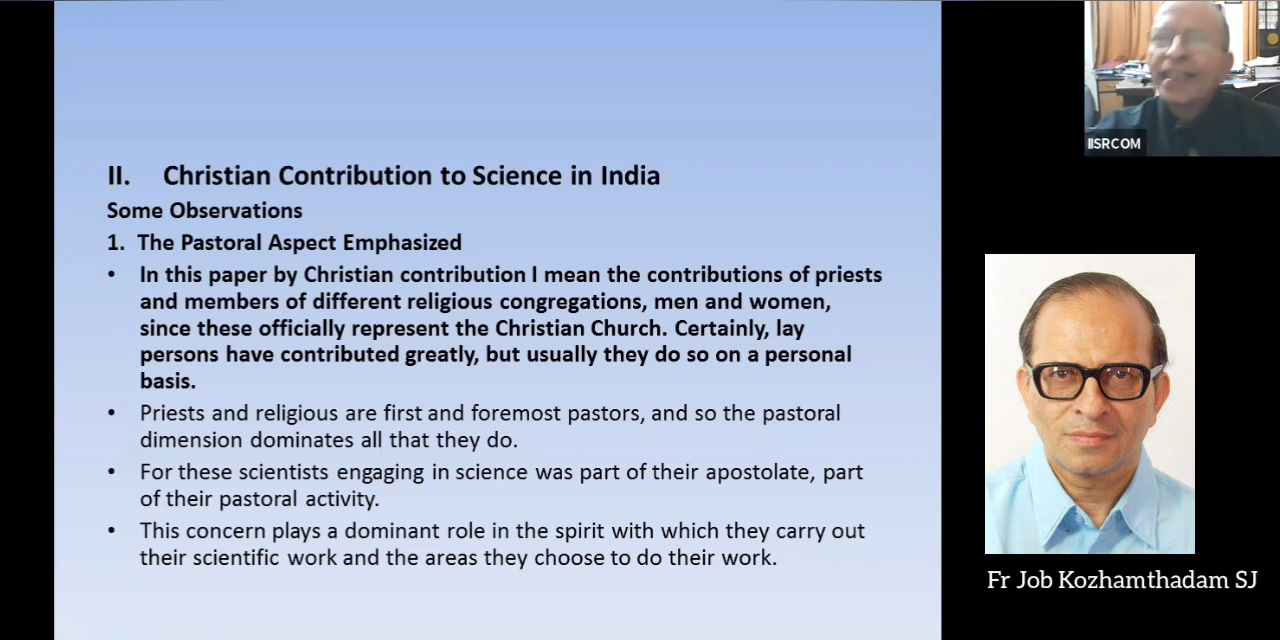 II. Christian Contribution to Science in India
Some Observations
1. The Pastoral Aspect Emphasized
• In this paper by Christian contribution I mean the contributions of priests
and members of different religious congregations, men and women,
since these officially represent the Christian Church. Certainly, lay
persons have contributed greatly, but usually they do so on a personal
basis.
• Priests and religious are first and foremost pastors, and so the pastoral
dimension dominates all that they do.
• For these scientists engaging in science was part of their apostolate, part
of their pastoral activity.
• This concern plays a dominant role in the spirit with which they carry out
their scientific work and the areas they choose to do their work.
IISRCOM
Fr Job Kozhamthadam SJ